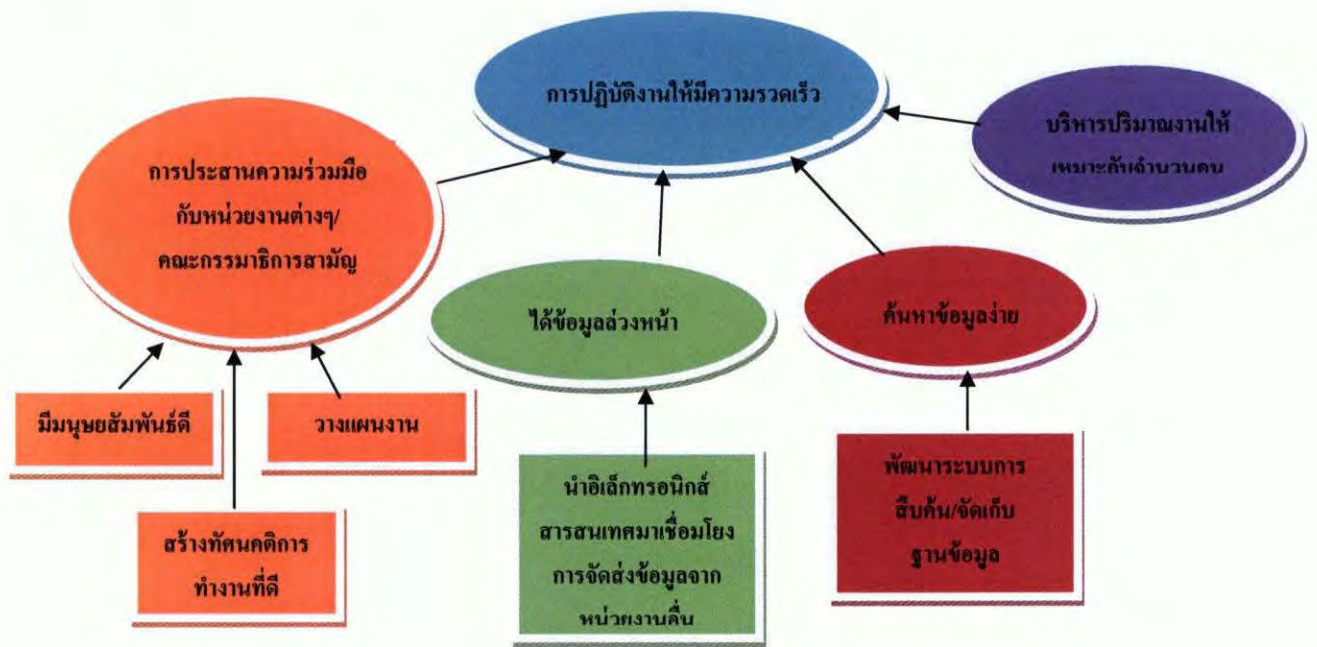 การปฏิบัติงานให้มีความรวดเร็ว
บริหารปริมาณงานให้
เหมาะกับจำนวนคน
การประสานความร่วมมือ
กับหน่วยงานต่างๆ/
คณะกรรมาธิการสามัญ
ได้ข้อมูลล่วงหน้า
ค้นหาข้อมูลง่าย
มีมนุษยสัมพันธ์ดี
วางแผนงาน
สร้างทัศนคติการ
ทำงานที่ดี
นำอิเล็กทรอนิกส์
สารสนเทศมาเชื่อมโยง
การจัดส่งข้อมูลจาก
หน่วยงานอื่น
พัฒนาระบบการ
สืบค้น/จัดเก็บ
ฐานข้อมูล